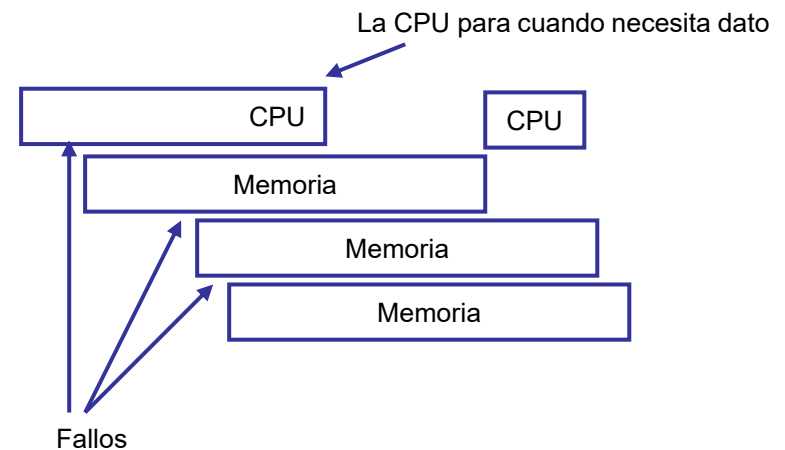 La CPU para cuando necesita dato
CPU
CPU
Memoria
Memoria
Memoria
Fallos